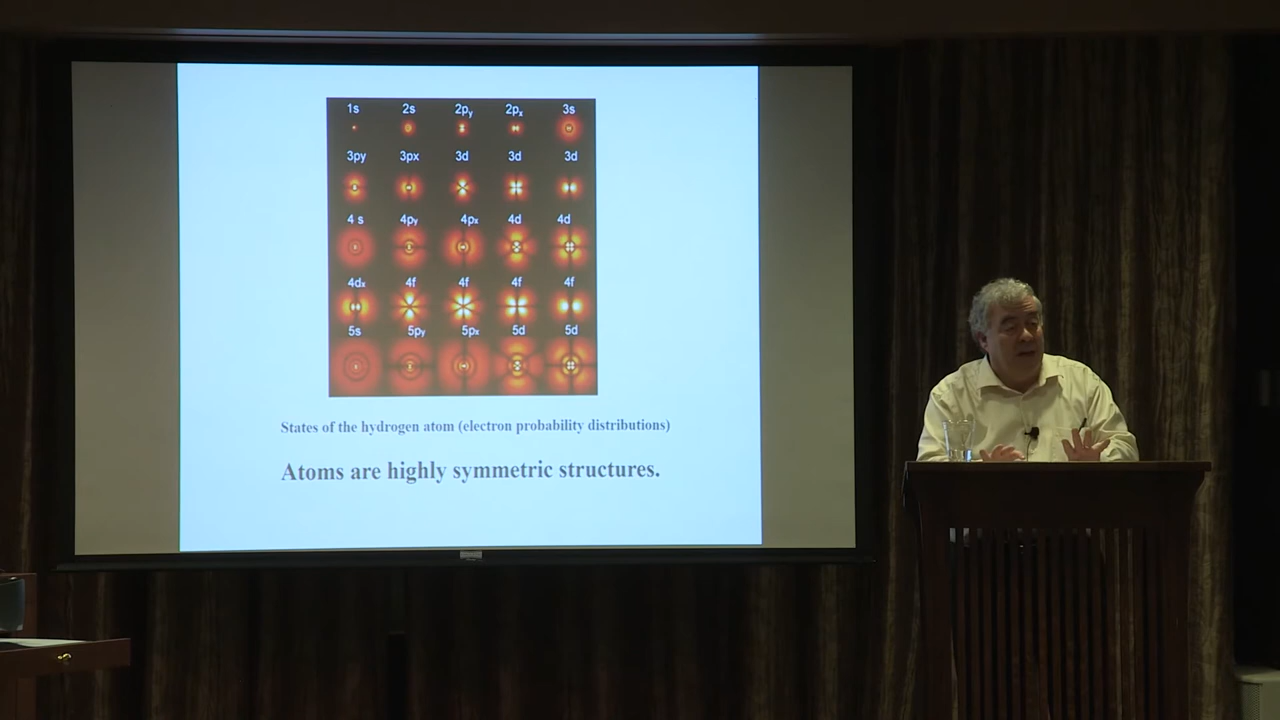 1s 2s 2py 2px 3s
3py 3px 3d 3d 3d
4 s 4py 4px 4d 4d
4dx 4f 4f 4f 4f
5s 5py 5px 5d 5d
States of the hydrogen atom (electron probability distributions)
Atoms are highly symmetric structures.